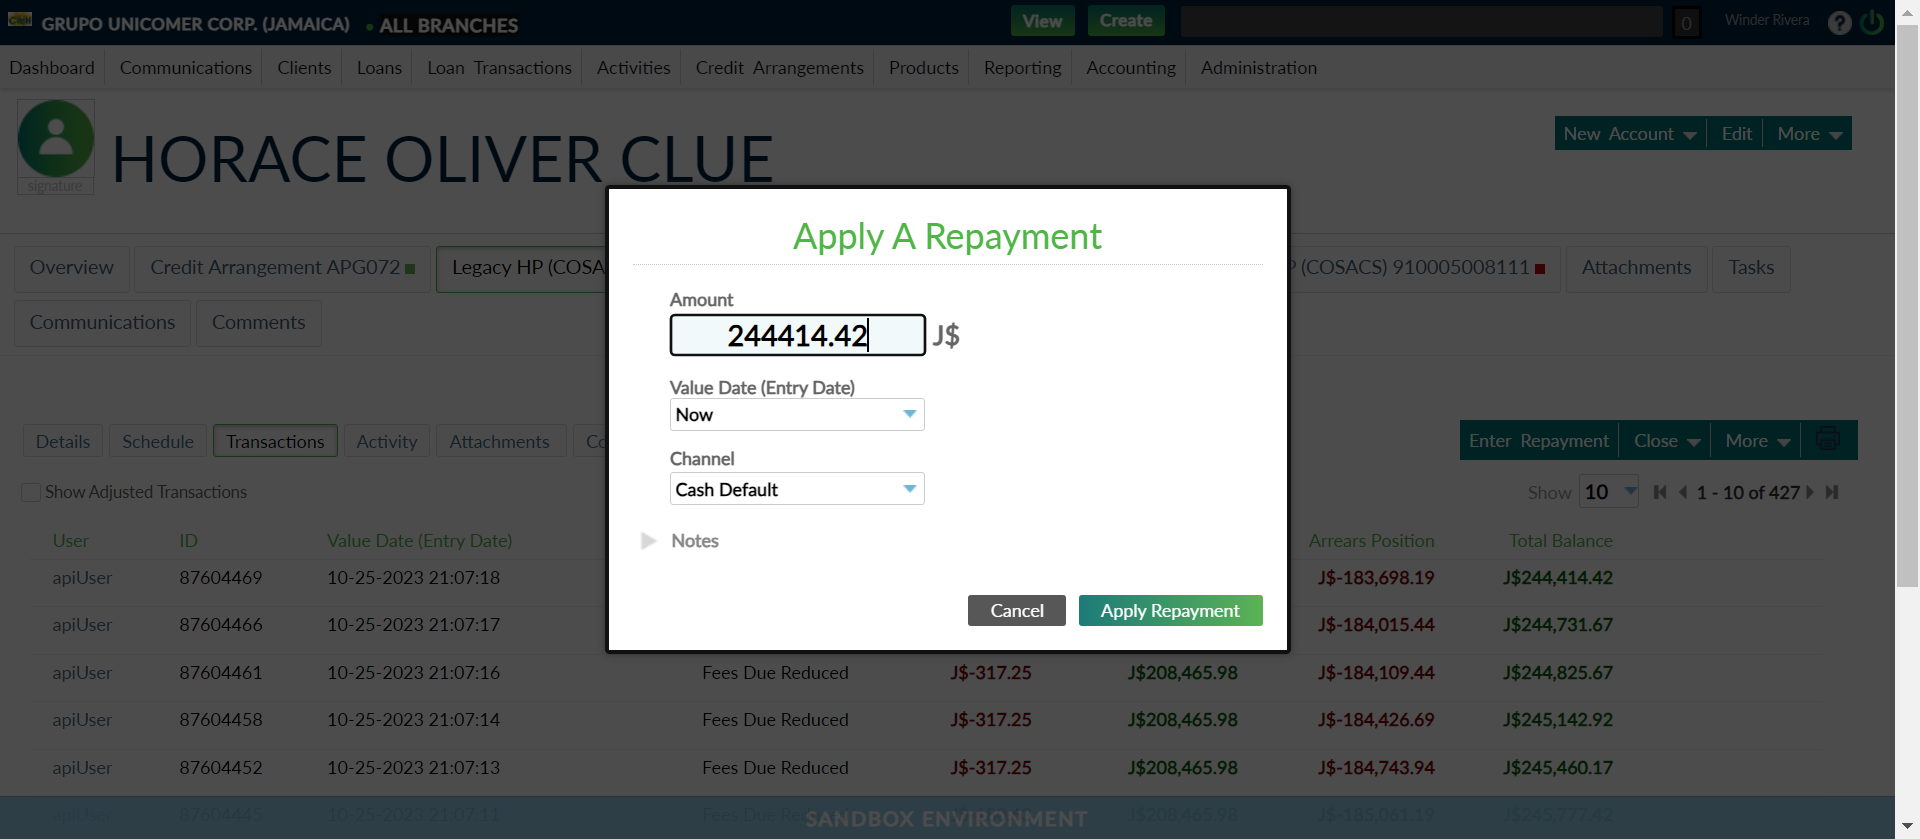 GRUPO UNICOMER CORP. (JAMAICA) ALL BRANCHES View Create 0 Winder Rivera ?
Dashboard Communications Clients Loans Loan Transactions Activities Credit Arrangements Products Reporting Accounting Administration
signature
HORACE OLIVER CLUE
New Account Edit More
Overview Credit Arrangement APG072 Legacy HP (COSA P (COSACS) 910005008111 Attachments Tasks
Communications Comments
Apply A Repayment
Amount
244414.42 J$
Value Date (Entry Date)
Now
Channel
Cash Default
Notes
Cancel Apply Repayment
Details Schedule Transactions Activity Attachments Co
Enter Repayment Close More
Show Adjusted Transactions
Show 10 1 - 10 of 427
User ID Value Date (Entry Date) Arrears Position Total Balance
apiUser 87604469 10-25-2023 21:07:18 J$-183,698.19 J$244,414.42
apiUser 87604466 10-25-2023 21:07:17 J$-184,015.44 J$244,731.67
apiUser 87604461 10-25-2023 21:07:16 Fees Due Reduced J$-317.25 J$208,465.98 J$-184,109.44 J$244,825.67
apiUser 87604458 10-25-2023 21:07:14 Fees Due Reduced J$-317.25 J$208,465.98 J$-184,426.69 J$245,142.92
apiUser 87604452 10-25-2023 21:07:13 Fees Due Reduced J$-317.25 J$208,465.98 J$-184,743.94 J$245,460.17
apiUser 87604445 10-25-2023 21:07:11 J$208,465.98 J$-185,061.19 J$245,777.42
SANDBOX ENVIRONMENT